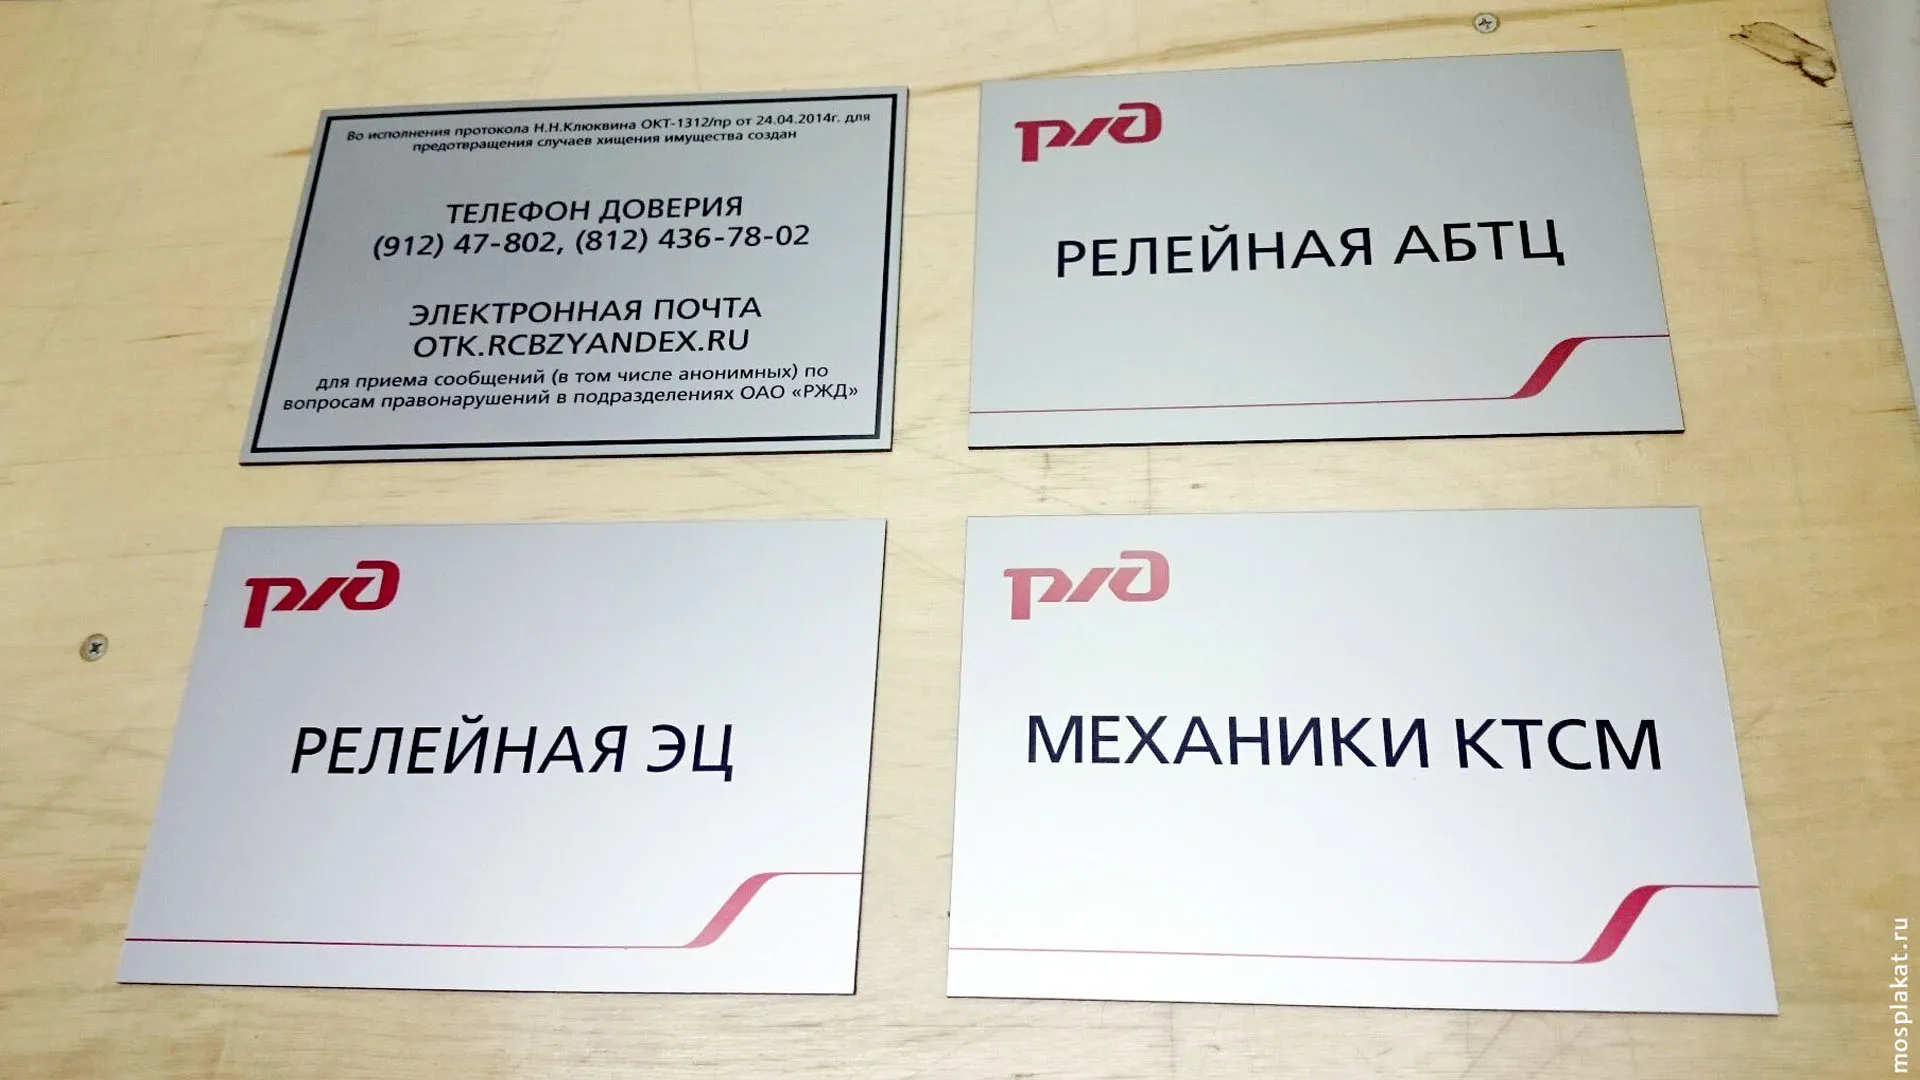 Во исполнения протокола Н.Н.Клюквина ОКТ-1312/пр от 24.04.2014г. для
предотвращения случаев хищения имущества создан
ТЕЛЕФОН ДОВЕРИЯ
(912) 47-802, (812) 436-78-02
ЭЛЕКТРОННАЯ ПОЧТА
OTK.RCBZYANDEX.RU
для приема сообщений (в том числе анонимных) по
вопросам правонарушений в подразделениях ОАО «РЖД»
РЖД
РЕЛЕЙНАЯ АБТЦ
РЖД
РЕЛЕЙНАЯ ЭЦ
РЖД
МЕХАНИКИ КТСМ
mosplakat.ru